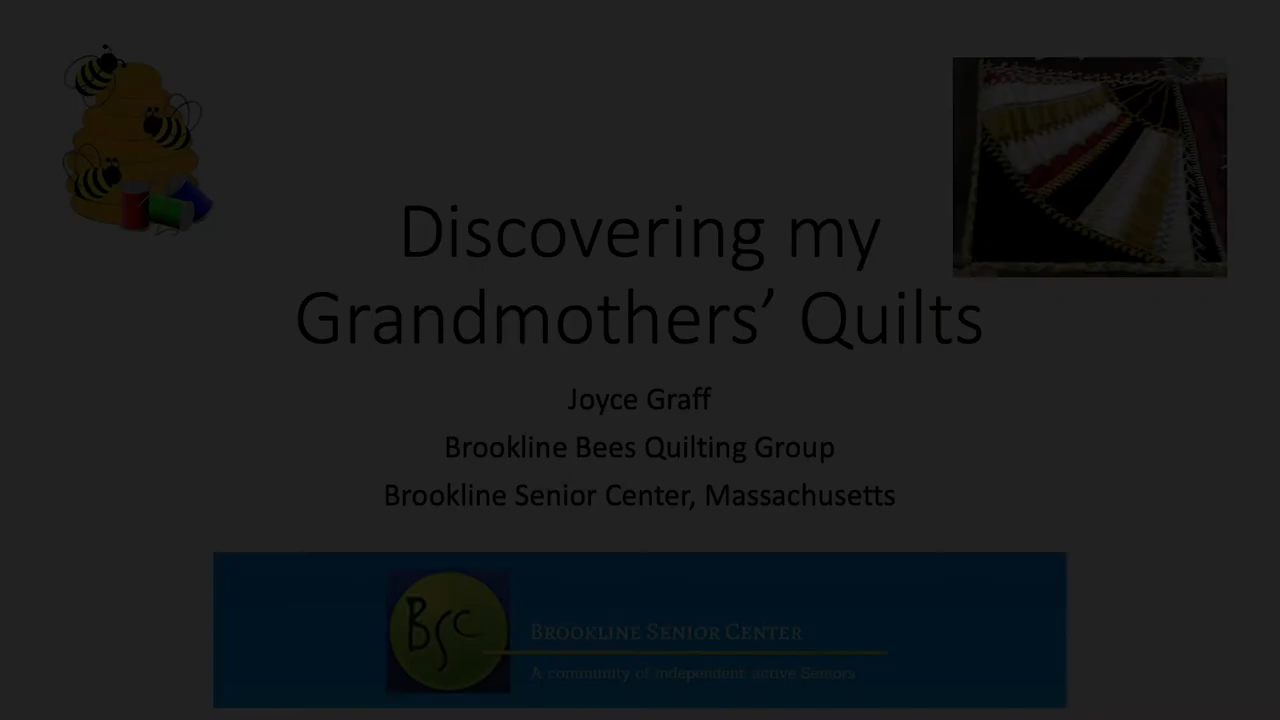 Discovering my
Grandmothers’ Quilts
Joyce Graff
Brookline Bees Quilting Group
Brookline Senior Center, Massachusetts
BSC
Brookline Senior Center
A community of independent active Seniors